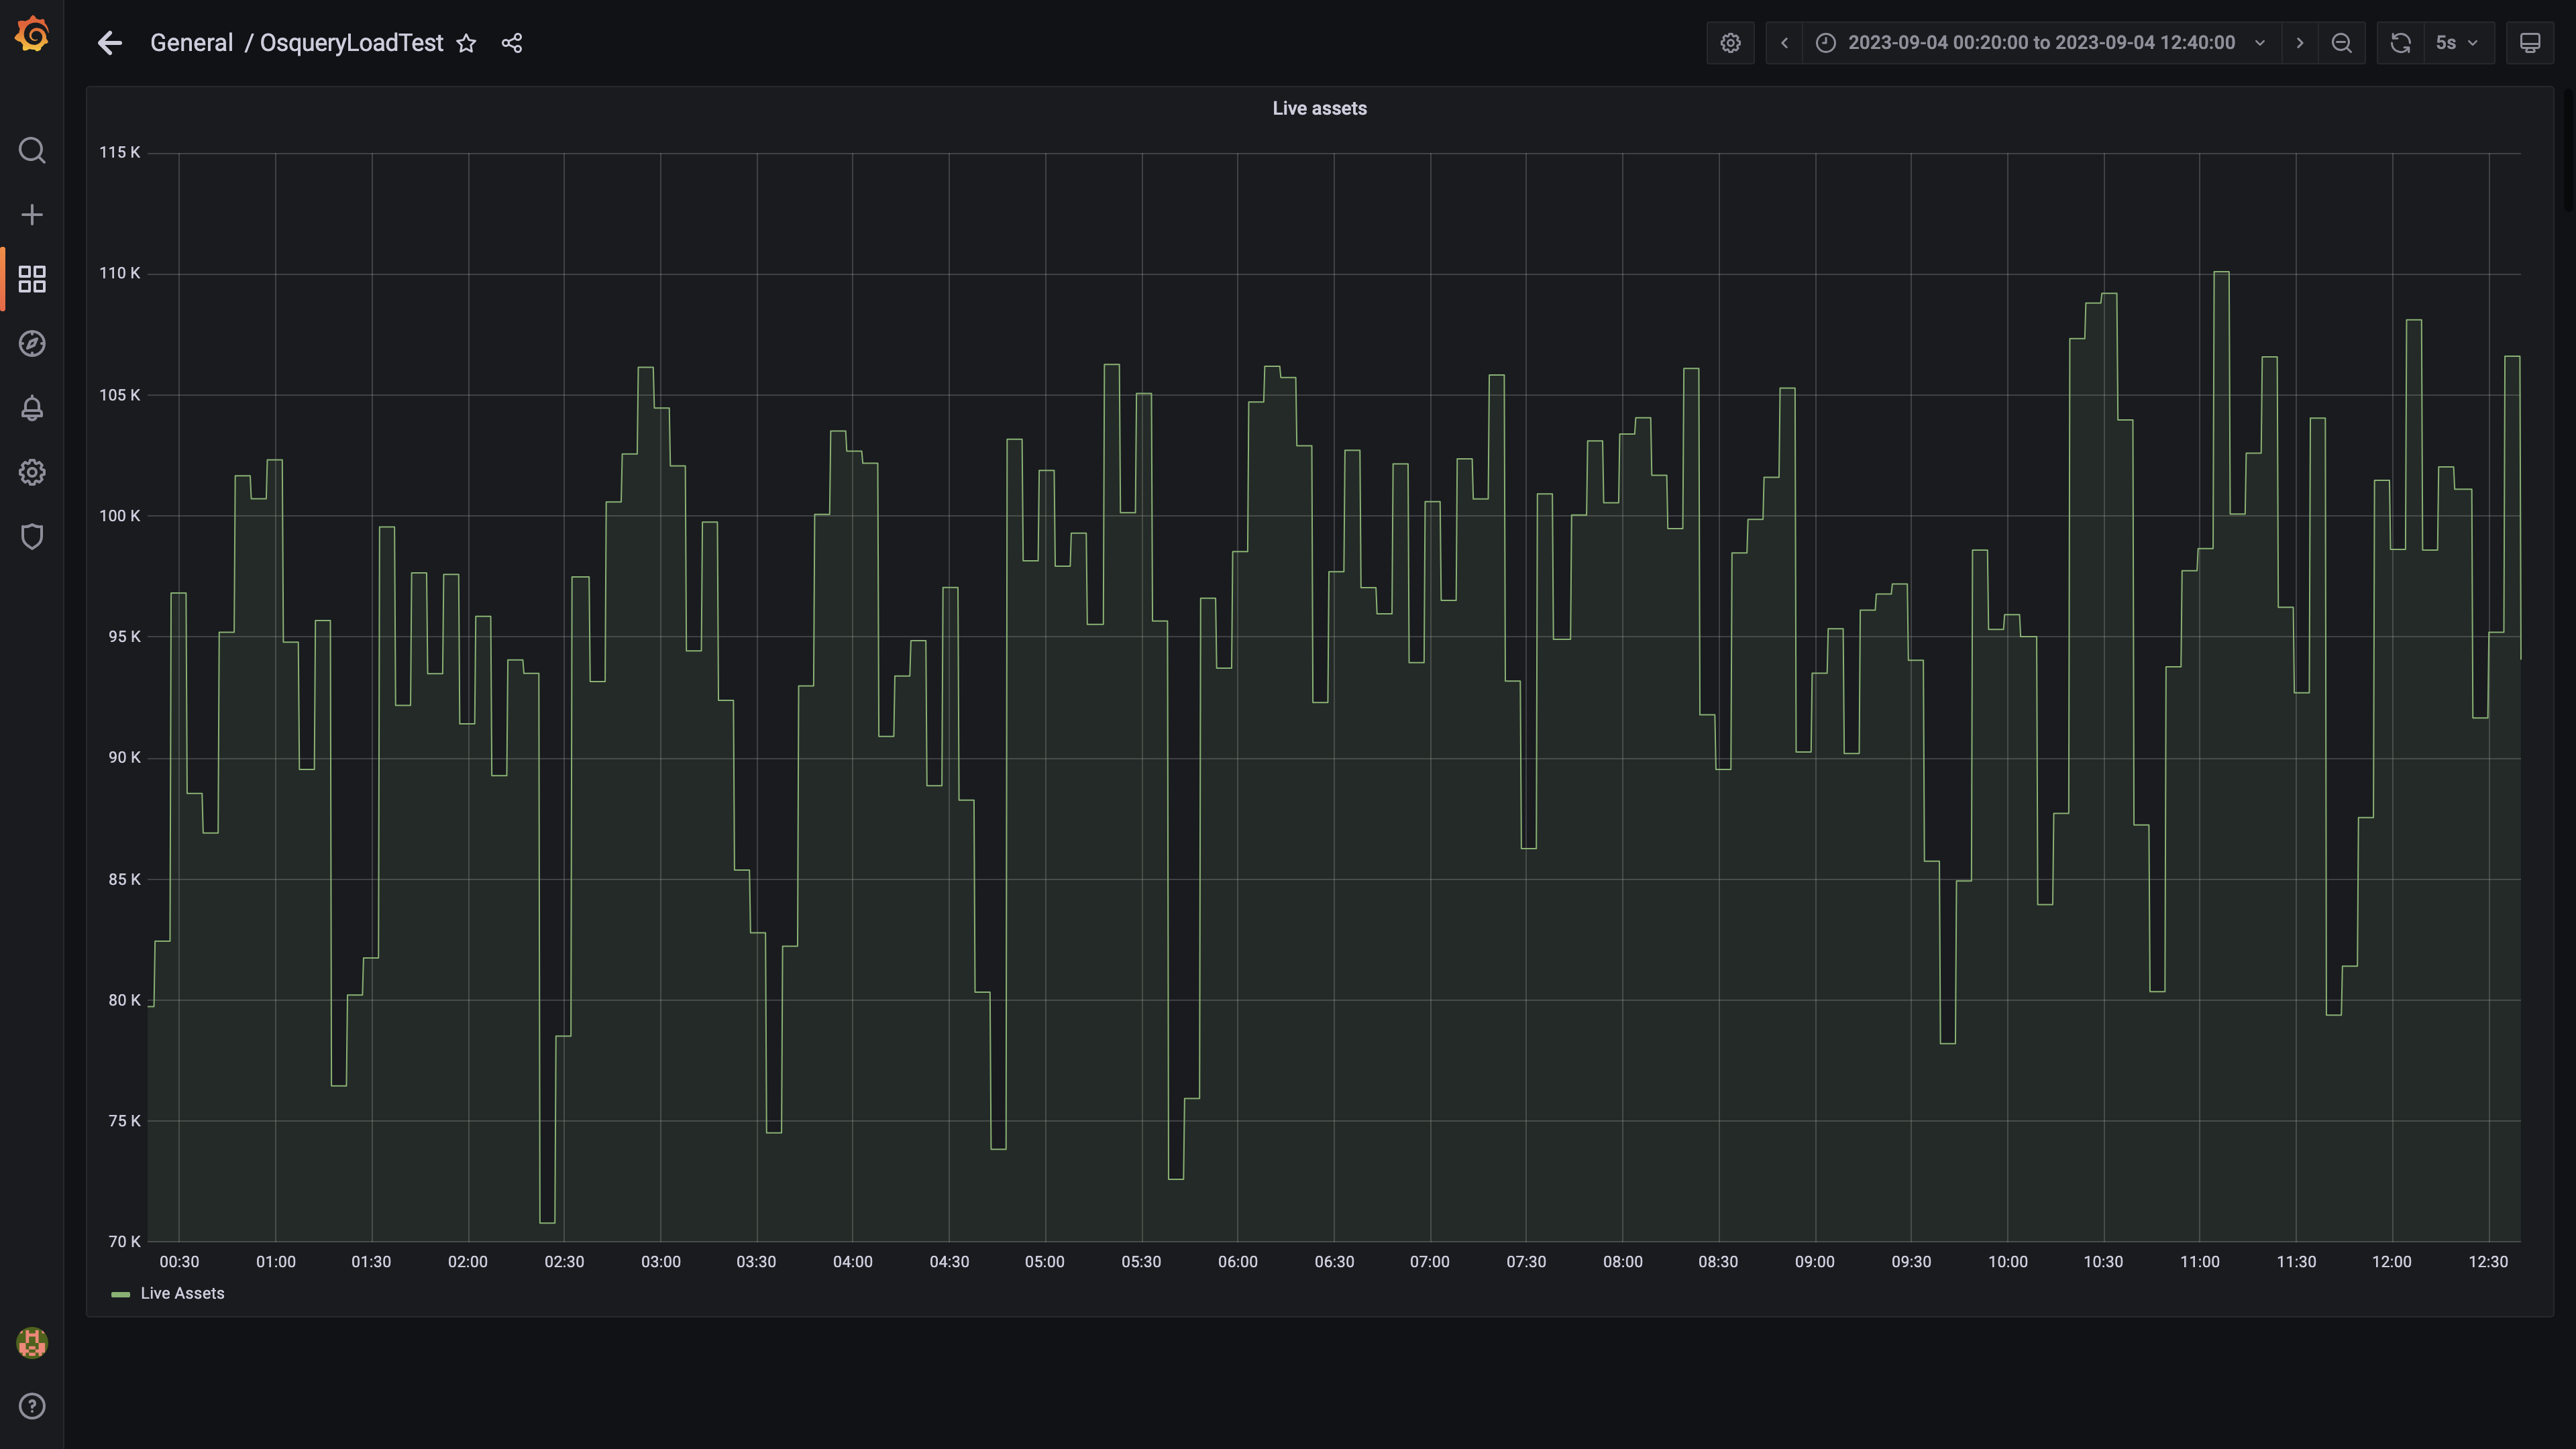 General / OsqueryLoadTest
2023-09-04 00:20:00 to 2023-09-04 12:40:00
5s
Live assets
115 K
110 K
105 K
100 K
95 K
90 K
85 K
80 K
75 K
70 K
00:30 01:00 01:30 02:00 02:30 03:00 03:30 04:00 04:30 05:00 05:30 06:00 06:30 07:00 07:30 08:00 08:30 09:00 09:30 10:00 10:30 11:00 11:30 12:00 12:30
Live Assets